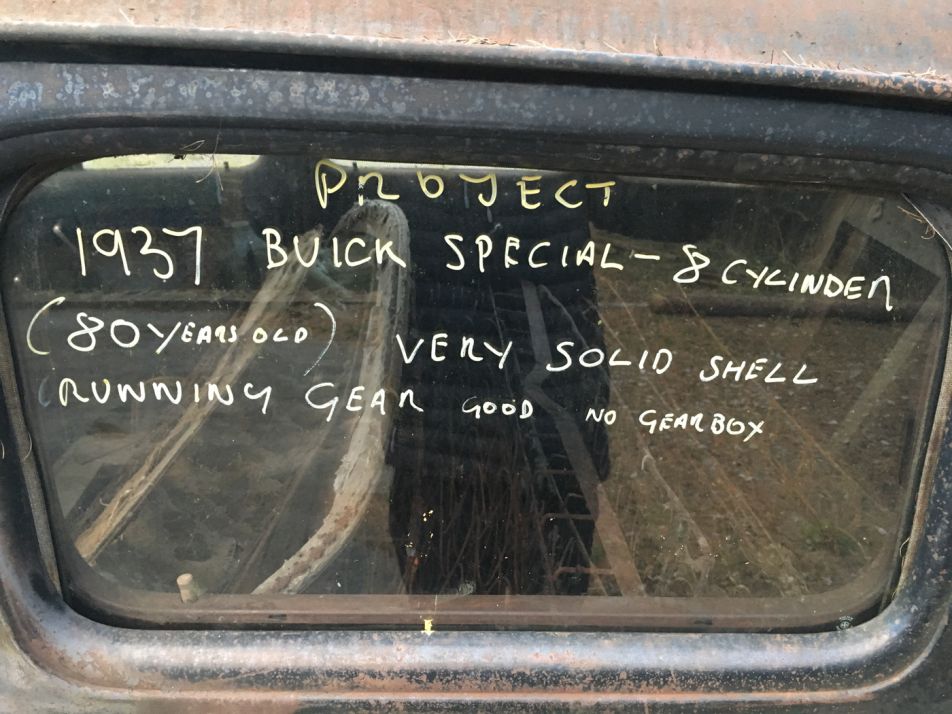 PROJECT
1937 BUICK SPECIAL - 8 CYLINDER
(80 YEARS OLD) VERY SOLID SHELL
RUNNING GEAR GOOD NO GEARBOX